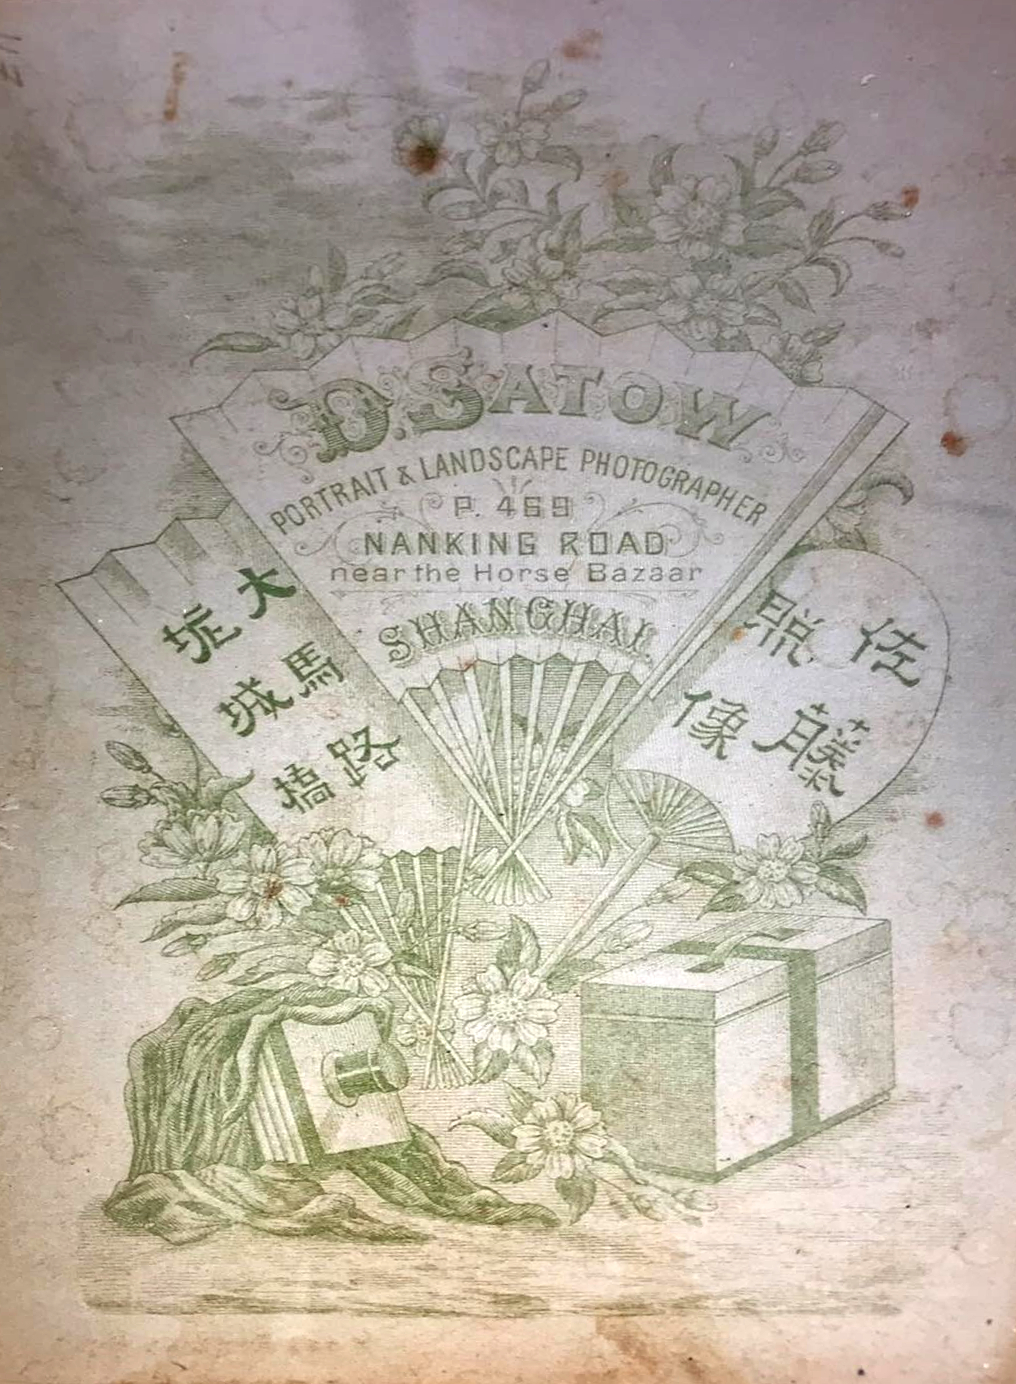 D. SATOW
PORTRAIT & LANDSCAPE PHOTOGRAPHER
P. 469
NANKING ROAD
near the Horse Bazaar
SHANGHAI
大馬路
城橋
佐藤
照像